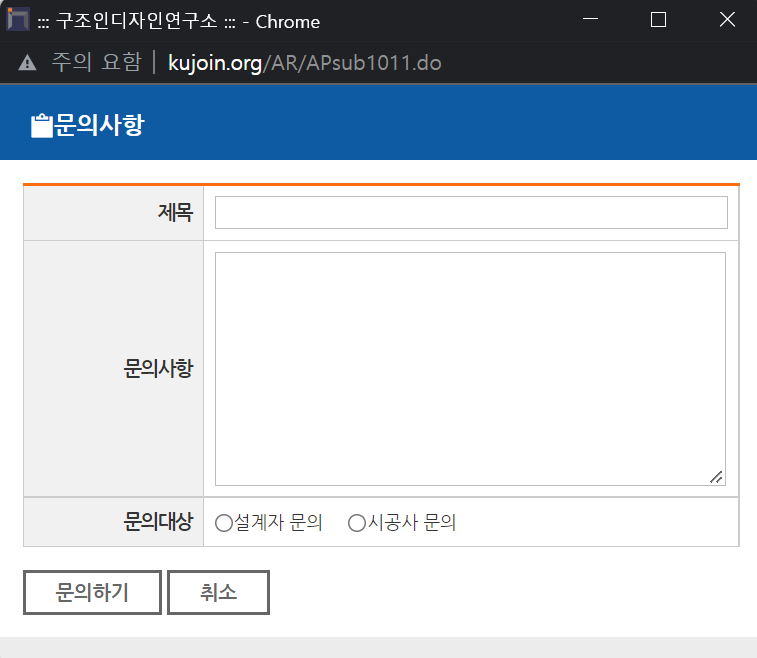 ::: 구조인디자인연구소 ::: - Chrome
주의 요함 | kujoin.org/AR/APsub1011.do
문의사항
제목
문의사항
문의대상 설계자 문의 시공사 문의
문의하기 취소